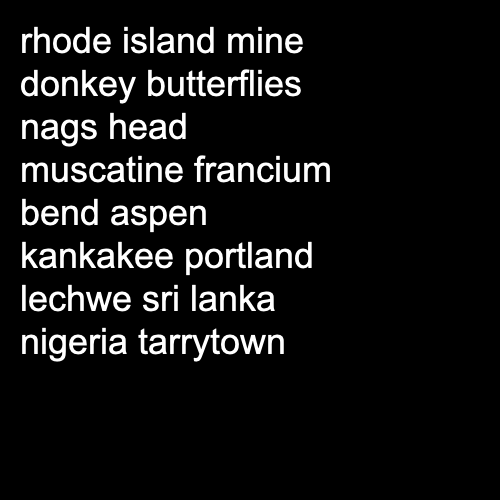 rhode island mine
donkey butterflies
nags head
muscatine francium
bend aspen
kankakee portland
lechwe sri lanka
nigeria tarrytown